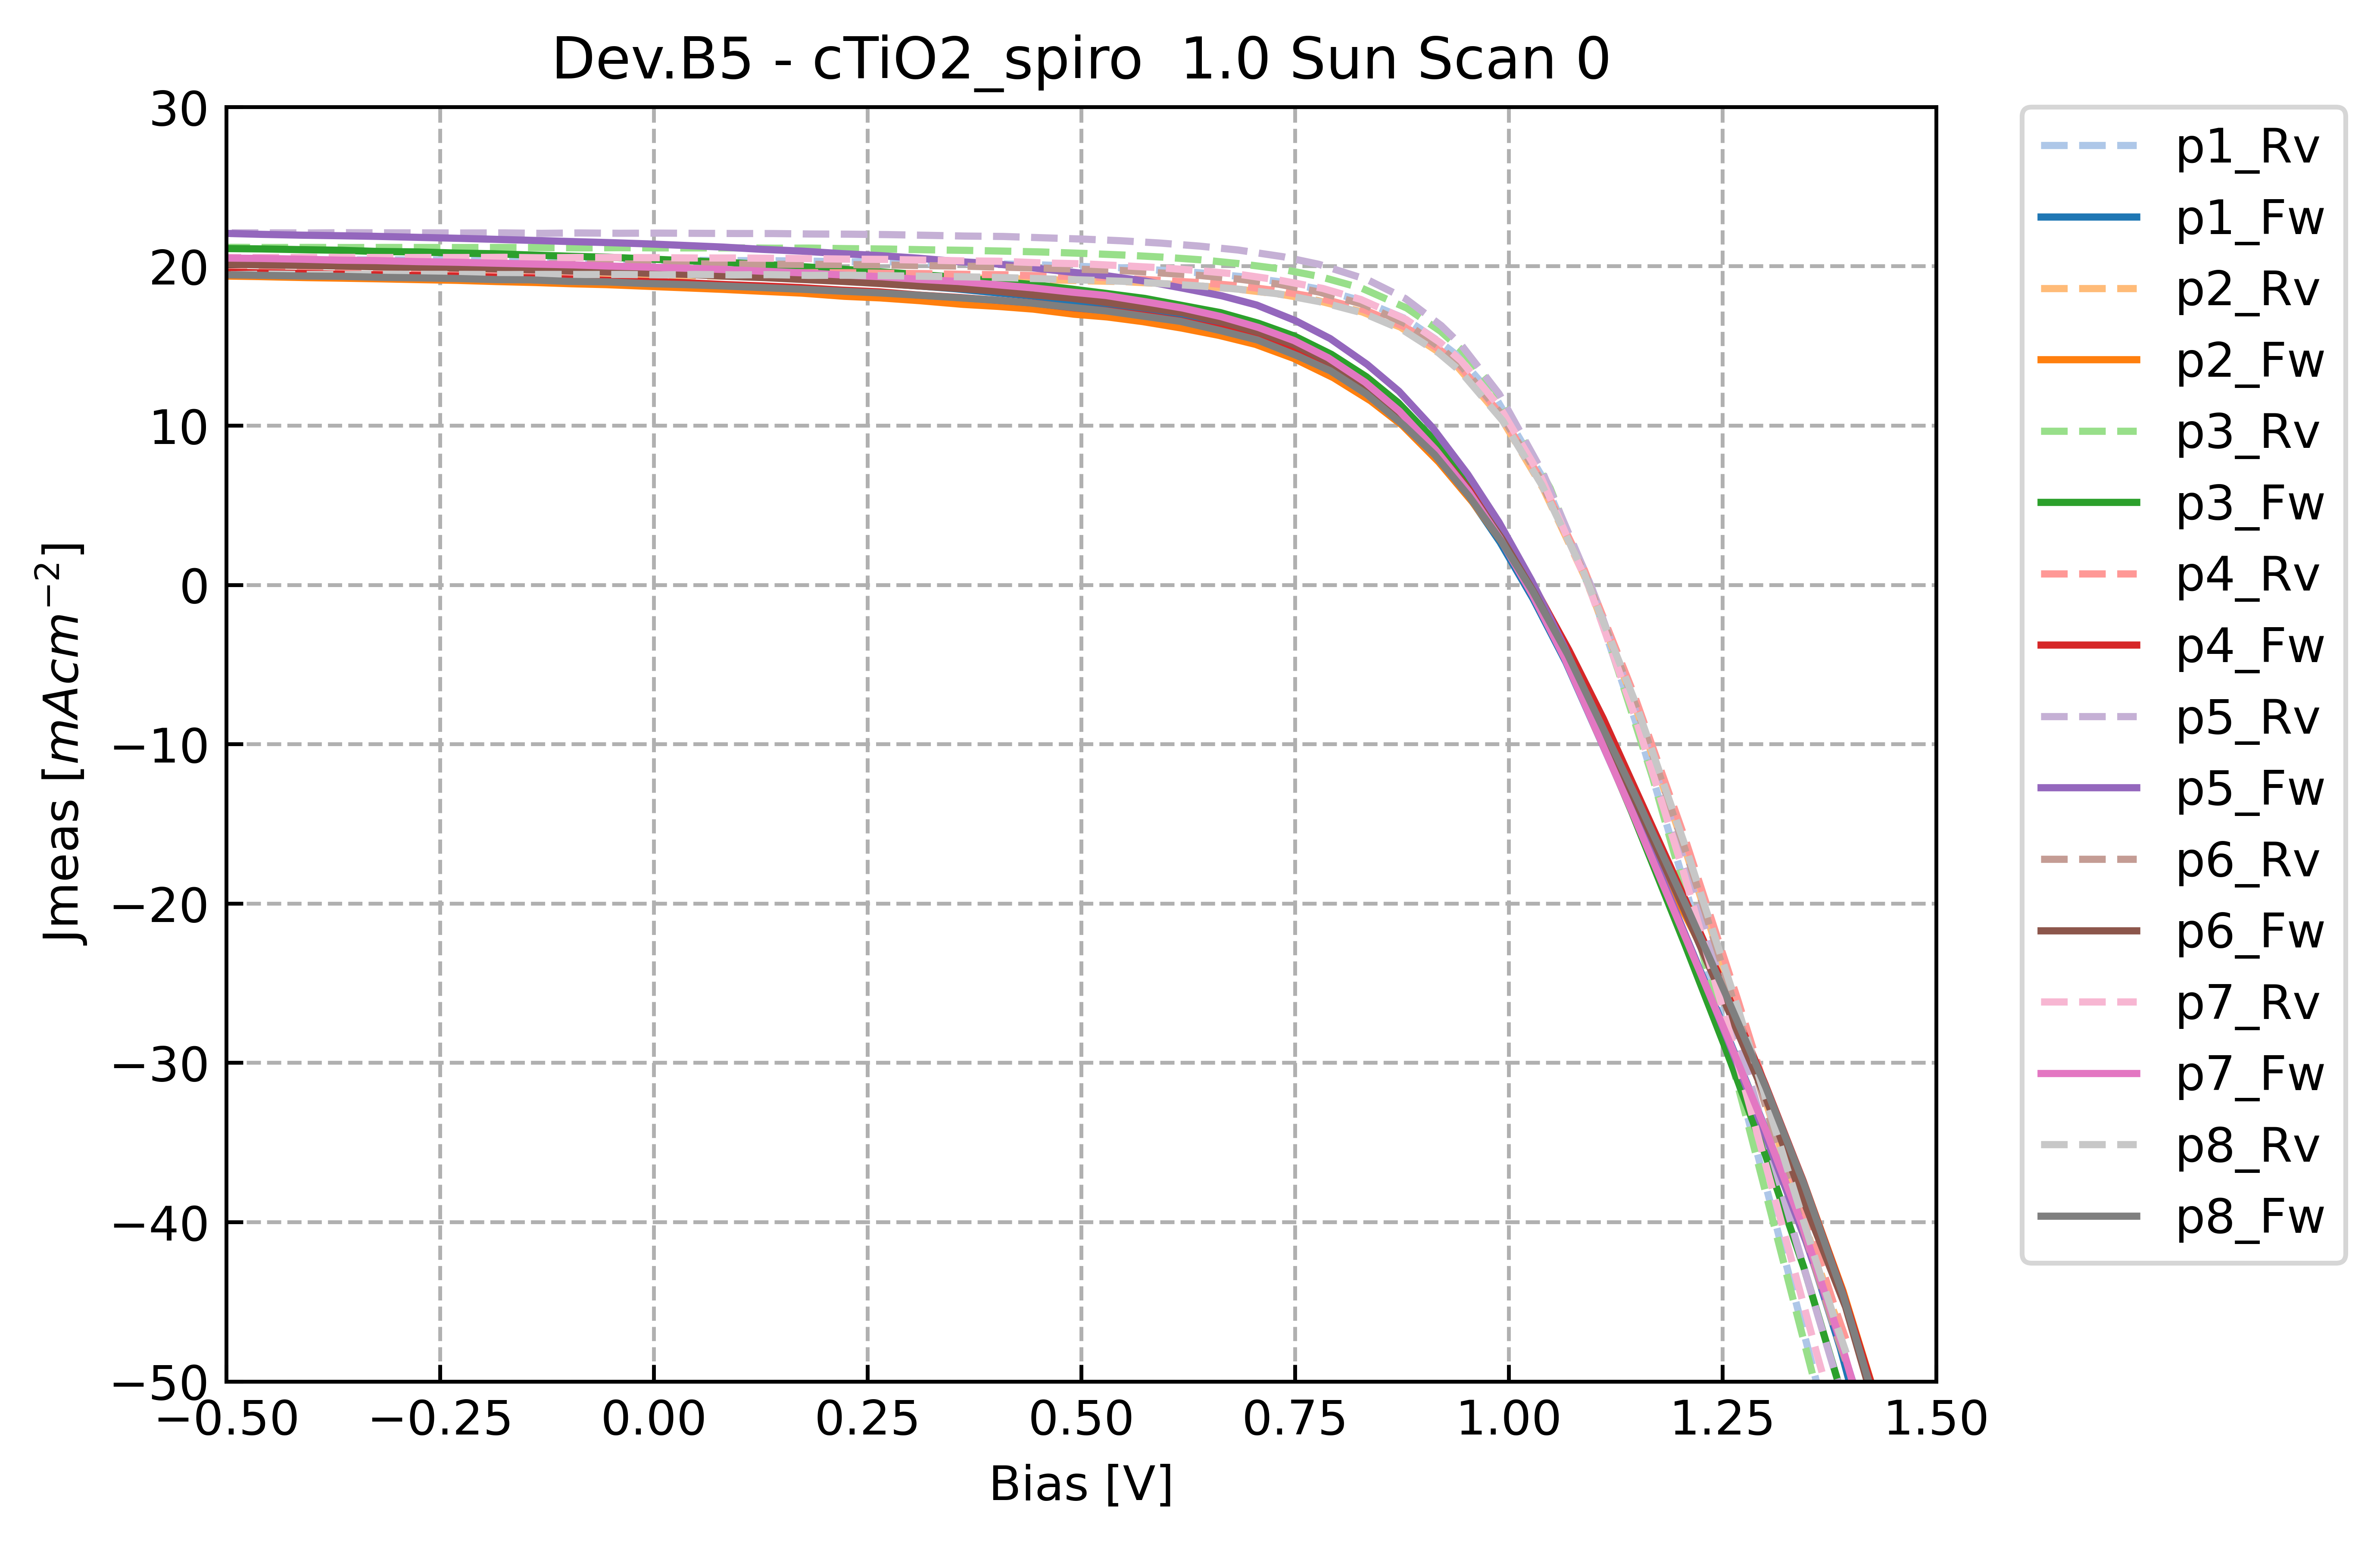 Dev.B5 - cTiO2_spiro  1.0 Sun Scan 0
30
20
10
0
−10
−20
−30
−40
−50
Jmeas [mAcm⁻²]
−0.50
−0.25
0.00
0.25
0.50
0.75
1.00
1.25
1.50
Bias [V]
p1_Rv
p1_Fw
p2_Rv
p2_Fw
p3_Rv
p3_Fw
p4_Rv
p4_Fw
p5_Rv
p5_Fw
p6_Rv
p6_Fw
p7_Rv
p7_Fw
p8_Rv
p8_Fw